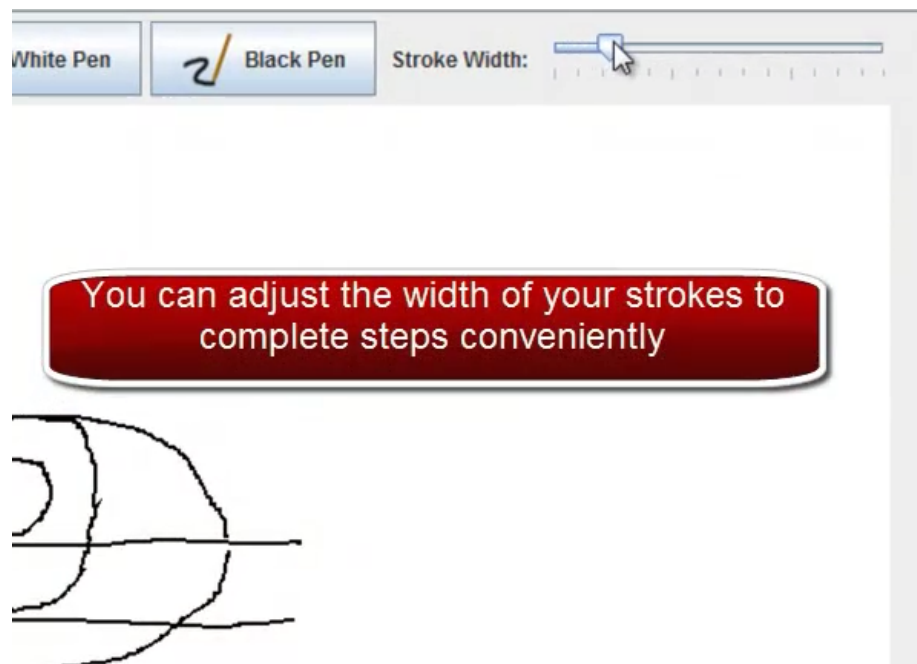 White Pen
Black Pen
Stroke Width:
You can adjust the width of your strokes to
complete steps conveniently